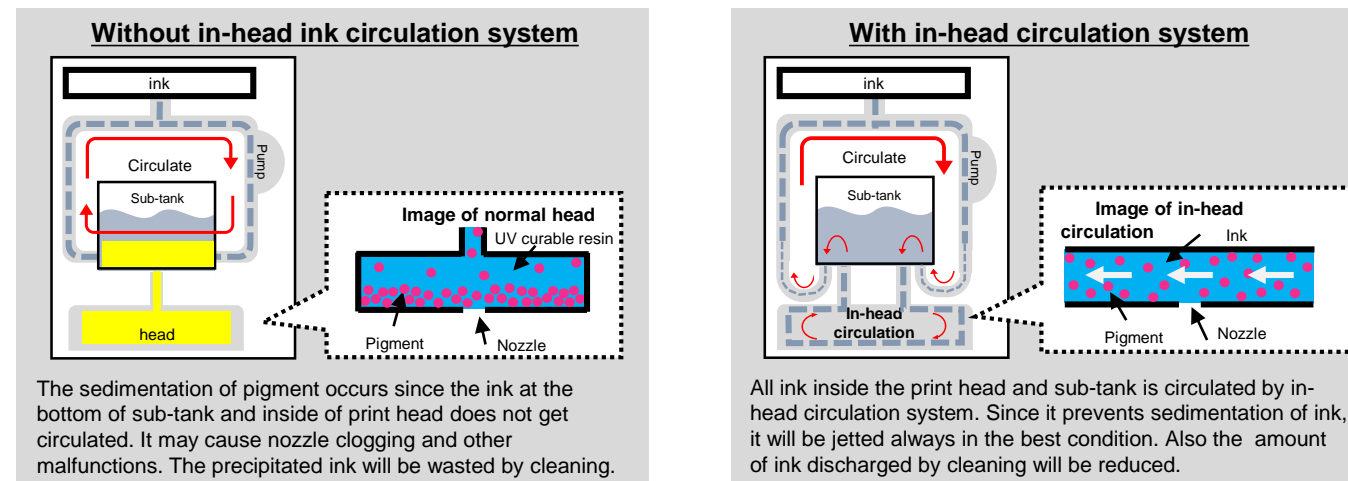 Without in-head ink circulation system
ink
Circulate
Pump
Sub-tank
head
Image of normal head
UV curable resin
Pigment
Nozzle
The sedimentation of pigment occurs since the ink at the
bottom of sub-tank and inside of print head does not get
circulated. It may cause nozzle clogging and other
malfunctions. The precipitated ink will be wasted by cleaning.
With in-head circulation system
ink
Circulate
Pump
Sub-tank
In-head
circulation
Image of in-head
circulation
Ink
Pigment
Nozzle
All ink inside the print head and sub-tank is circulated by in-
head circulation system. Since it prevents sedimentation of ink,
it will be jetted always in the best condition. Also the amount
of ink discharged by cleaning will be reduced.